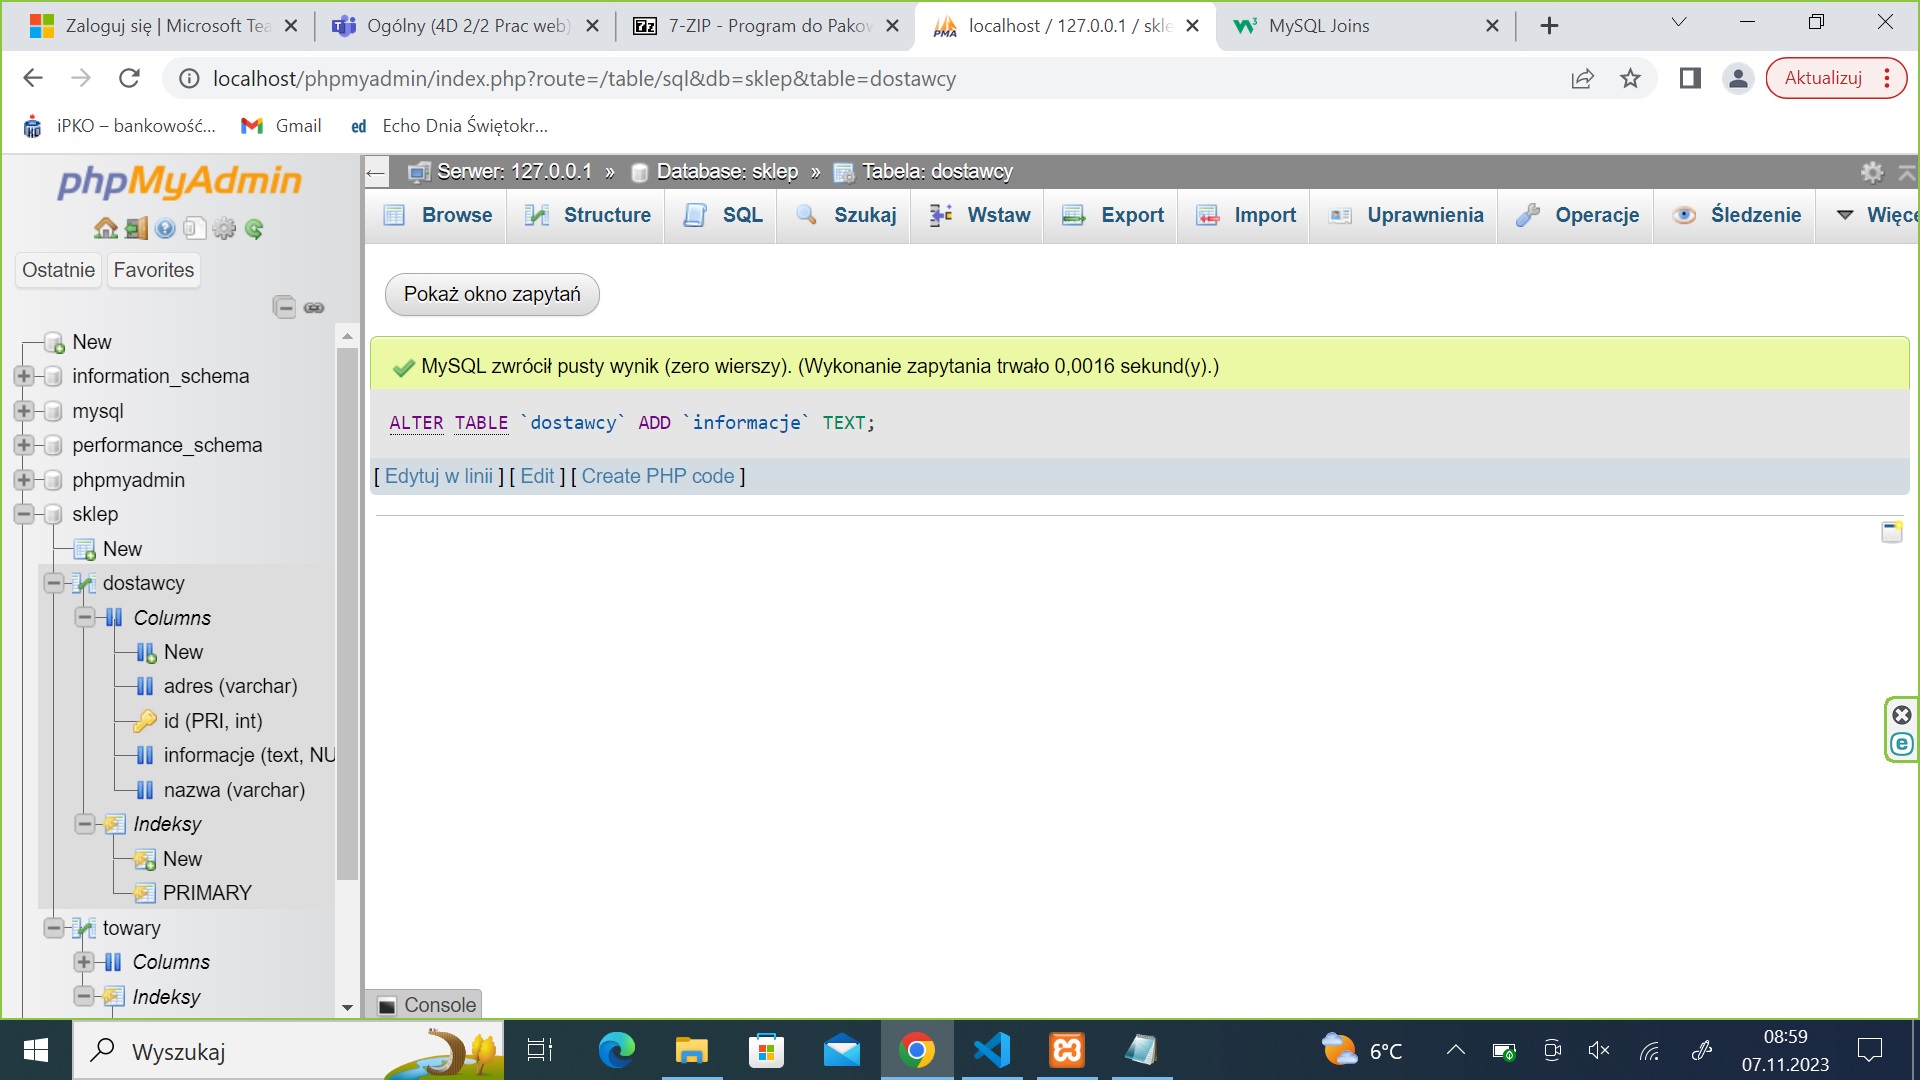 Zaloguj się | Microsoft Tea
Ogólny (4D 2/2 Prac web)
7z 7-ZIP - Program do Pakow
PMA localhost / 127.0.0.1 / skle
MySQL Joins
localhost/phpmyadmin/index.php?route=/table/sql&db=sklep&table=dostawcy
Aktualizuj
iPKO – bankowość...
Gmail
ed Echo Dnia Świętokr...
phpMyAdmin
Serwer: 127.0.0.1 » Database: sklep » Tabela: dostawcy
Browse Structure SQL Szukaj Wstaw Export Import Uprawnienia Operacje Śledzenie Więce
Ostatnie Favorites
Pokaż okno zapytań
MySQL zwrócił pusty wynik (zero wierszy). (Wykonanie zapytania trwało 0,0016 sekund(y).)
ALTER TABLE `dostawcy` ADD `informacje` TEXT;
[ Edytuj w linii ] [ Edit ] [ Create PHP code ]
New
information_schema
mysql
performance_schema
phpmyadmin
sklep
New
dostawcy
Columns
New
adres (varchar)
id (PRI, int)
informacje (text, NU
nazwa (varchar)
Indeksy
New
PRIMARY
towary
Columns
Indeksy
Console
Wyszukaj
6°C
08:59
07.11.2023